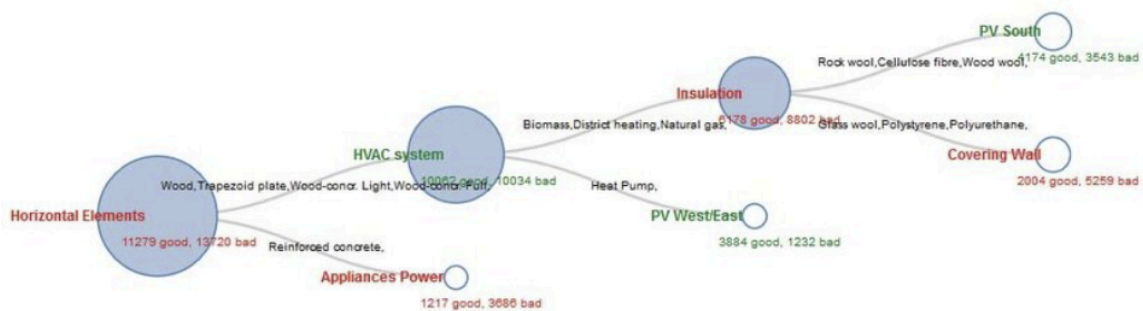 PV South
4174 good, 3543 bad
Rock wool,Cellulose fibre,Wood wool,
Insulation
6178 good, 8802 bad
Biomass,District heating,Natural gas,
Glass wool,Polystyrene,Polyurethane,
HVAC system
Covering Wall
10062 good, 10034 bad
2004 good, 5259 bad
Wood,Trapezoid plate,Wood-concr. Light,Wood-concr. Full,
Heat Pump,
Horizontal Elements
PV West/East
11279 good, 13720 bad
3884 good, 1232 bad
Reinforced concrete,
Appliances Power
1217 good, 3686 bad